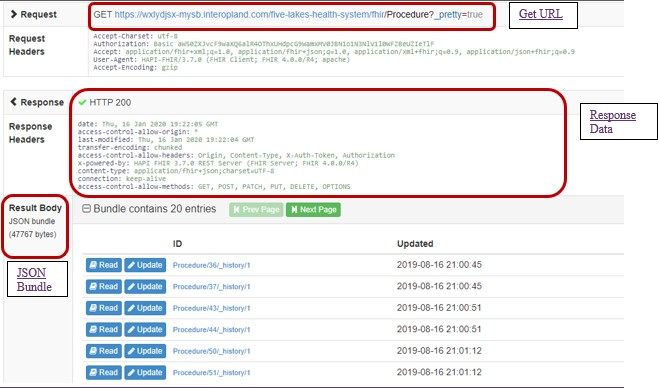 Request
GET https://wxlydjsx-mysb.interopland.com/five-lakes-health-system/fhir/Procedure?_pretty=true
Get URL
Request
Headers
Accept-Charset: utf-8
Authorization: Basic
Accept: application/fhir+xml;q=1.0, application/fhir+json;q=1.0, application/xml+fhir;q=0.9, application/json+fhir;q=0.9
User-Agent: HAPI-FHIR/3.7.0 (FHIR Client; FHIR 4.0.0/R4; apache)
Accept-Encoding: gzip
Response
HTTP 200
Response
Headers
date: Thu, 16 Jan 2020 19:22:05 GMT
access-control-allow-origin: *
last-modified: Thu, 16 Jan 2020 19:22:04 GMT
transfer-encoding: chunked
access-control-allow-headers: Origin, Content-Type, X-Auth-Token, Authorization
x-powered-by: HAPI FHIR 3.7.0 REST Server (FHIR Server; FHIR 4.0.0/R4)
content-type: application/fhir+json;charset=UTF-8
connection: keep-alive
access-control-allow-methods: GET, POST, PATCH, PUT, DELETE, OPTIONS
Response
Data
Result Body
JSON bundle
(47767 bytes)
JSON
Bundle
Bundle contains 20 entries Prev Page Next Page
ID Updated
Read Update Procedure/36/_history/1 2019-08-16 21:00:45
Read Update Procedure/37/_history/1 2019-08-16 21:00:45
Read Update Procedure/43/_history/1 2019-08-16 21:00:51
Read Update Procedure/44/_history/1 2019-08-16 21:00:51
Read Update Procedure/50/_history/1 2019-08-16 21:01:12
Read Update Procedure/51/_history/1 2019-08-16 21:01:12